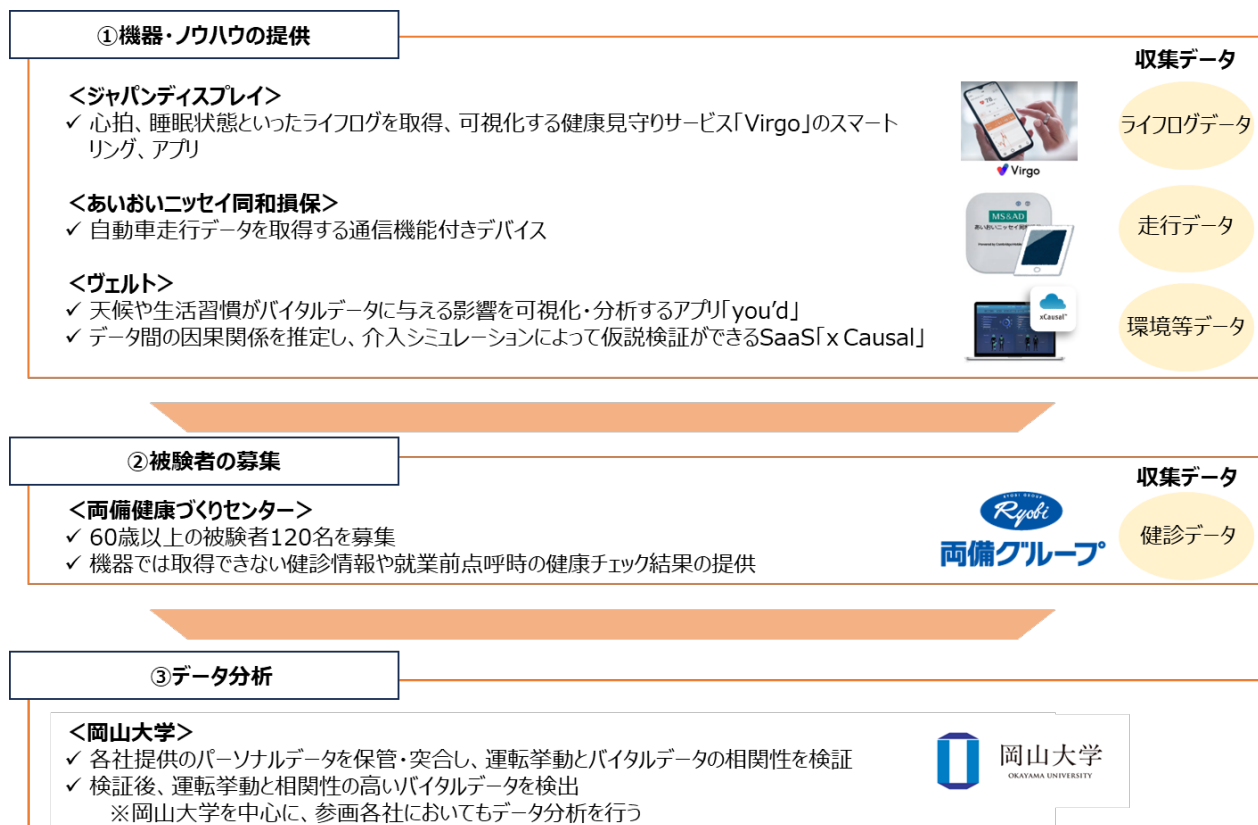 ①機器・ノウハウの提供
収集データ
＜ジャパンディスプレイ＞
✓ 心拍、睡眠状態といったライフログを取得、可視化する健康見守りサービス「Virgo」のスマート
リング、アプリ
Virgo
ライフログデータ
＜あいおいニッセイ同和損保＞
✓ 自動車走行データを取得する通信機能付きデバイス
MS&AD
あいおいニッセイ同和損保
走行データ
＜ヴェルト＞
✓ 天候や生活習慣がバイタルデータに与える影響を可視化・分析するアプリ「you’d」
✓ データ間の因果関係を推定し、介入シミュレーションによって仮説検証ができるSaaS「x Causal」
xCausal
環境等データ
②被験者の募集
収集データ
＜両備健康づくりセンター＞
✓ 60歳以上の被験者120名を募集
✓ 機器では取得できない健診情報や就業前点呼時の健康チェック結果の提供
RYOBI GROUP
Ryobi
両備グループ
健診データ
③データ分析
＜岡山大学＞
✓ 各社提供のパーソナルデータを保管・突合し、運転挙動とバイタルデータの相関性を検証
✓ 検証後、運転挙動と相関性の高いバイタルデータを検出
※岡山大学を中心に、参画各社においてもデータ分析を行う
岡山大学
OKAYAMA UNIVERSITY